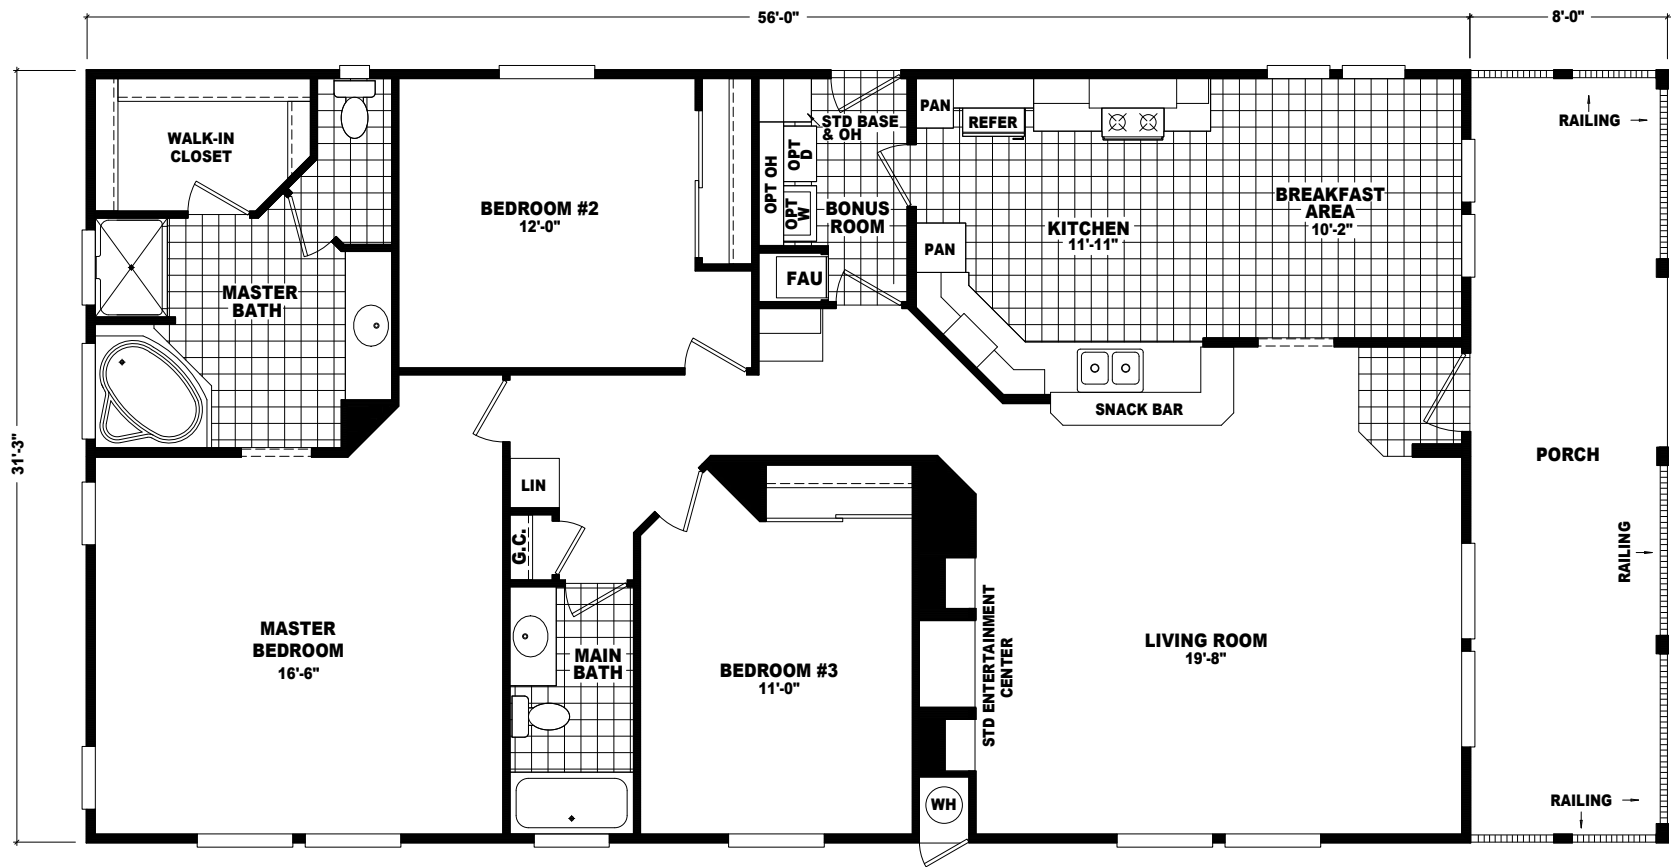 56'-0"
8'-0"
31'-3"
WALK-IN
CLOSET
BEDROOM #2
12'-0"
STD BASE
& OH
OPT OH
OPT
D
OPT
W
BONUS
ROOM
FAU
PAN
REFER
PAN
KITCHEN
11'-11"
BREAKFAST
AREA
10'-2"
RAILING
MASTER
BATH
SNACK BAR
PORCH
LIN
G.C.
RAILING
MASTER
BEDROOM
16'-6"
MAIN
BATH
BEDROOM #3
11'-0"
STD ENTERTAINMENT
CENTER
LIVING ROOM
19'-8"
WH
RAILING